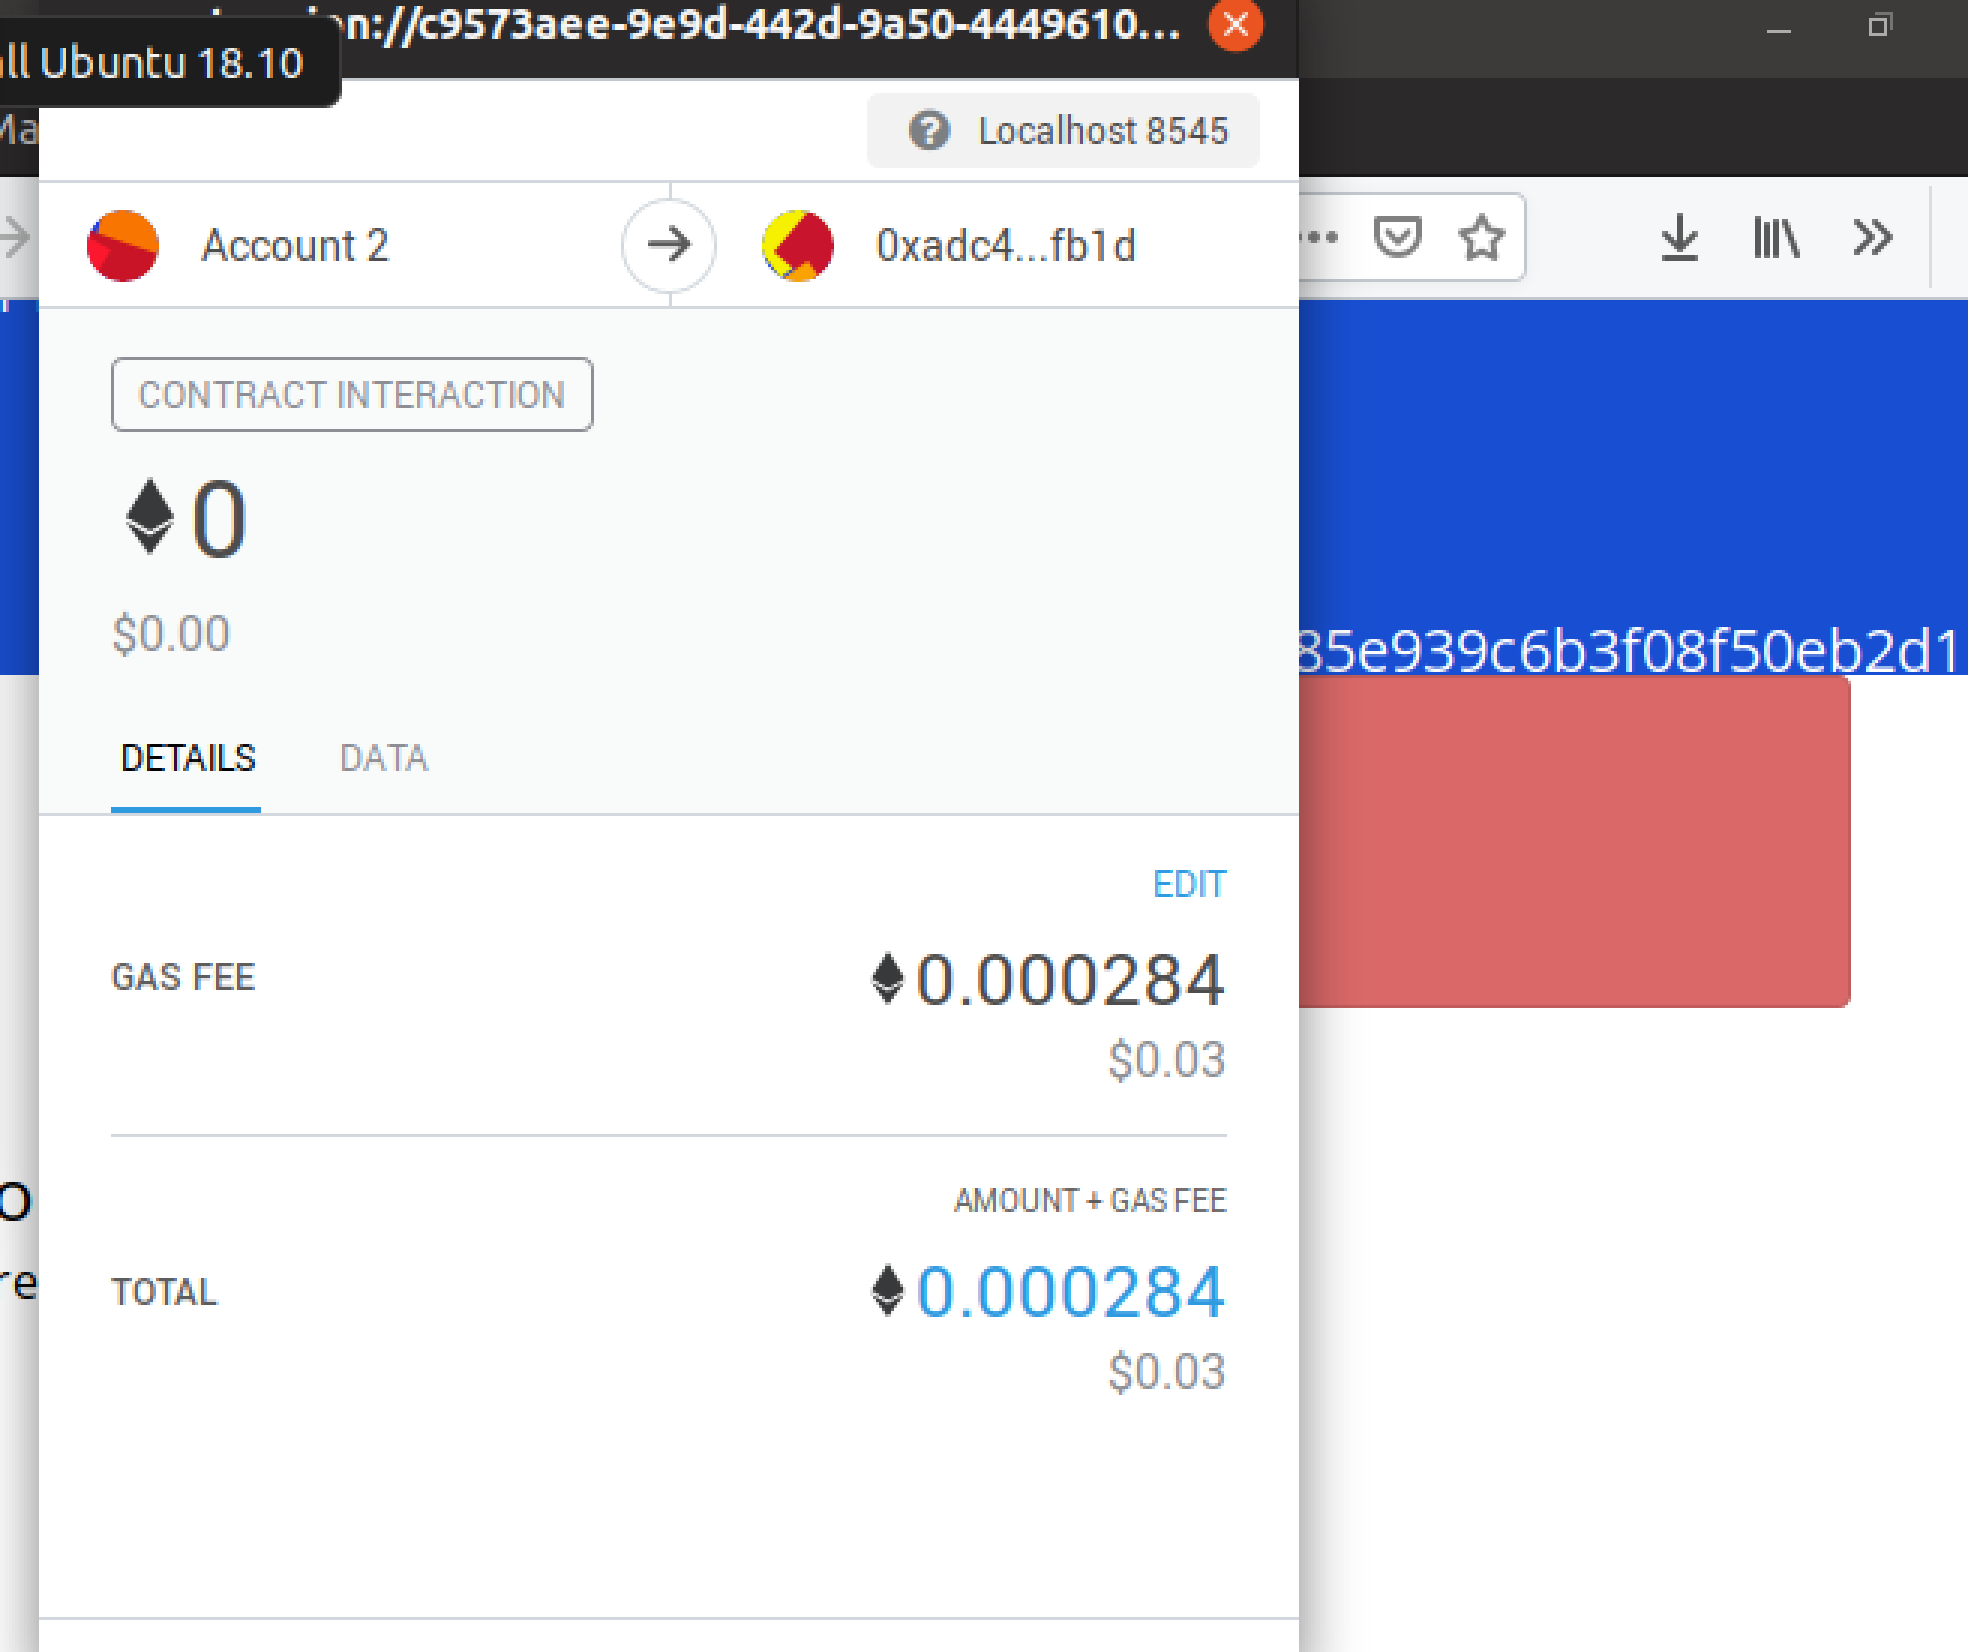 n://c9573aee-9e9d-442d-9a50-4449610...
all Ubuntu 18.10
Ma
? Localhost 8545
Account 2
0xadc4...fb1d
CONTRACT INTERACTION
0
$0.00
85e939c6b3f08f50eb2d1
DETAILS DATA
EDIT
GAS FEE 0.000284
$0.03
AMOUNT + GAS FEE
o
TOTAL 0.000284
re
$0.03